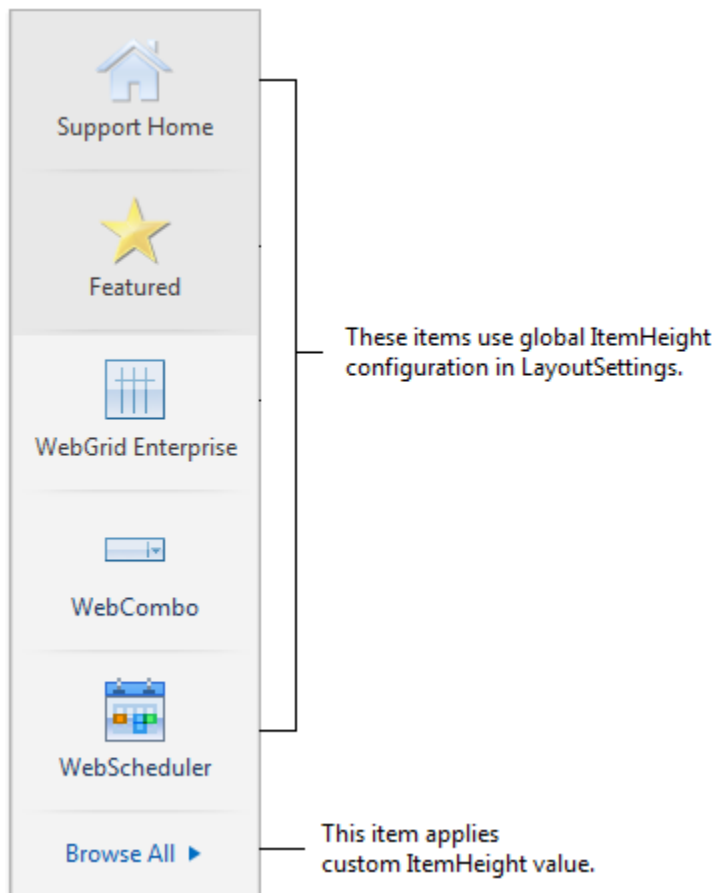 Support Home
Featured
WebGrid Enterprise
WebCombo
WebScheduler
Browse All
These items use global ItemHeight
configuration in LayoutSettings.
This item applies
custom ItemHeight value.